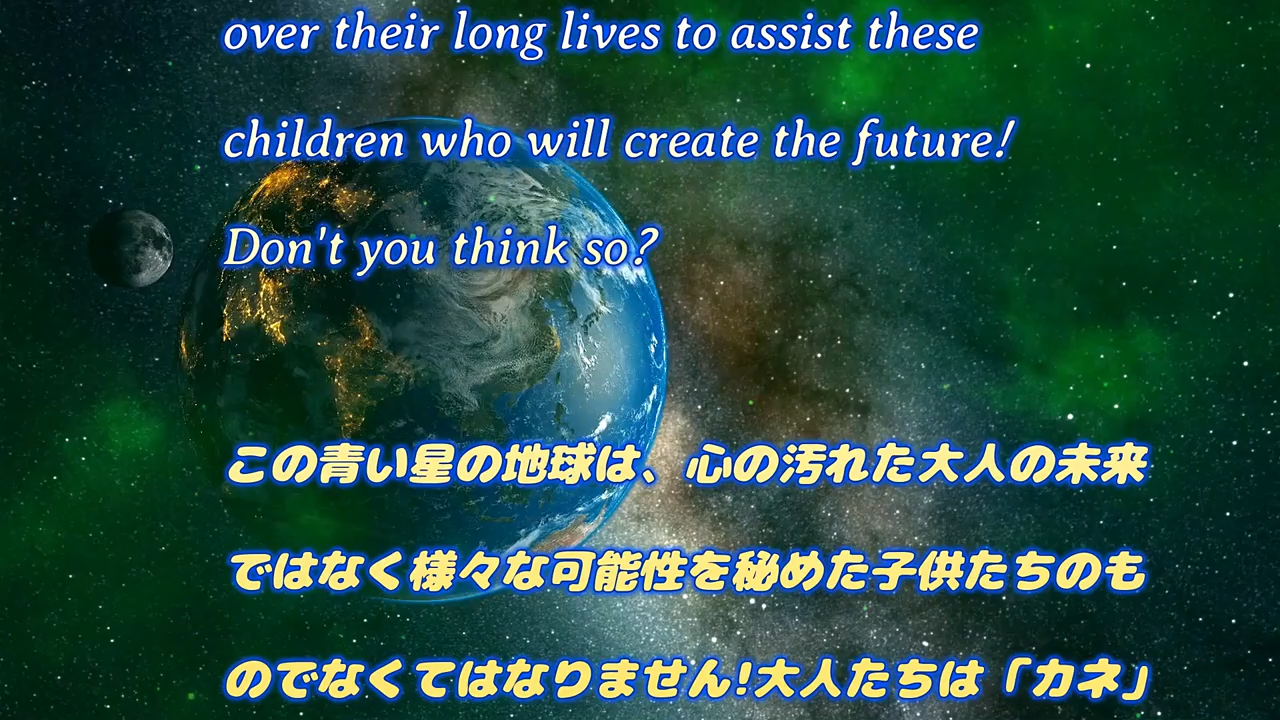 over their long lives to assist these
children who will create the future!
Don't you think so?
この青い星の地球は、心の汚れた大人の未来
ではなく様々な可能性を秘めた子供たちのも
のでなくてはなりません!大人たちは「カネ」